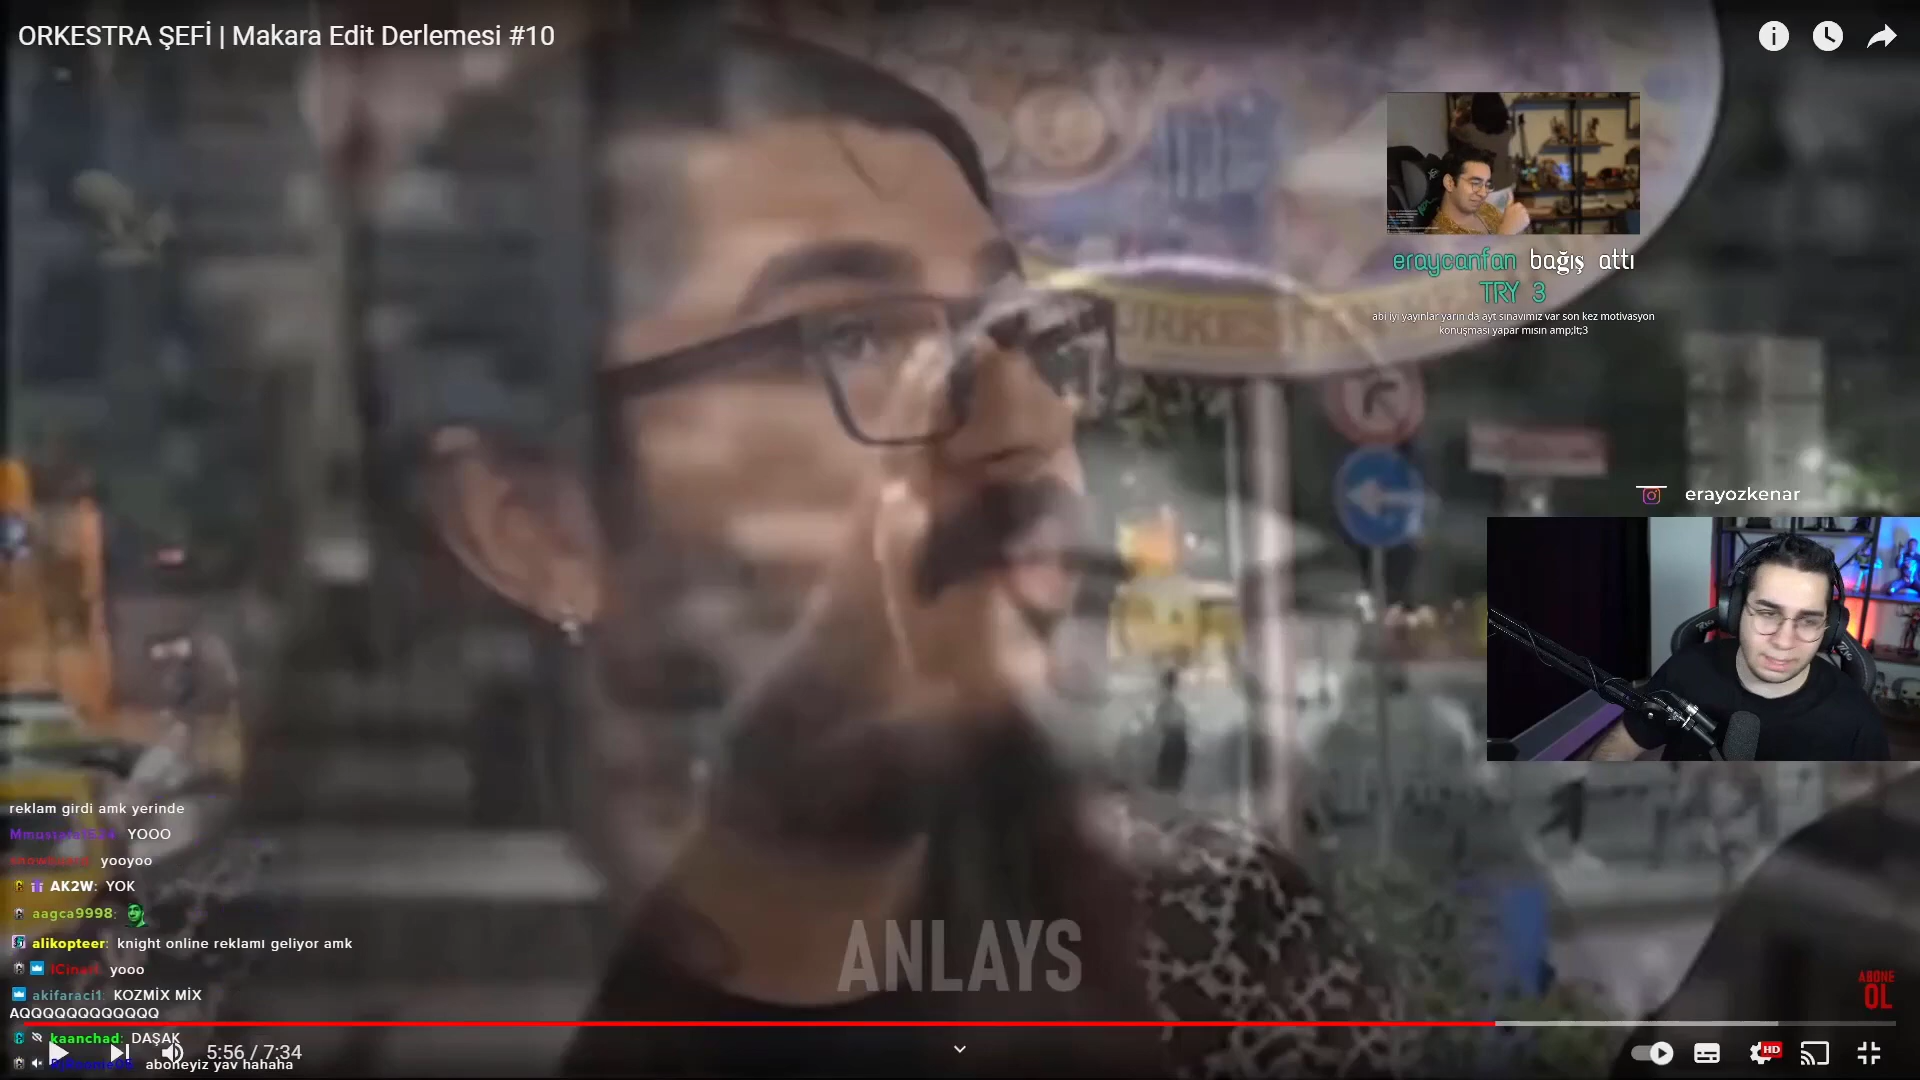 ORKESTRA ŞEFİ | Makara Edit Derlemesi #10
eraycanfan bağış attı
TRY 3
abi iyi yayınlar yarın da ayt sınavımız var son kez motivasyon
konuşması yapar mısın amp;lt;3
erayozkenar
reklam girdi amk yerinde
YOOO
yooyoo
AK2W: YOK
aagca9998:
alikopteer: knight online reklamı geliyor amk
yooo
akifaraci1: KOZMİX MİX
AQQQQQQQQQQQQ
kaanchad: DAŞAK
aboneyiz yav hahaha
ANLAYS
ABONE
OL
5:56 / 7:34
HD